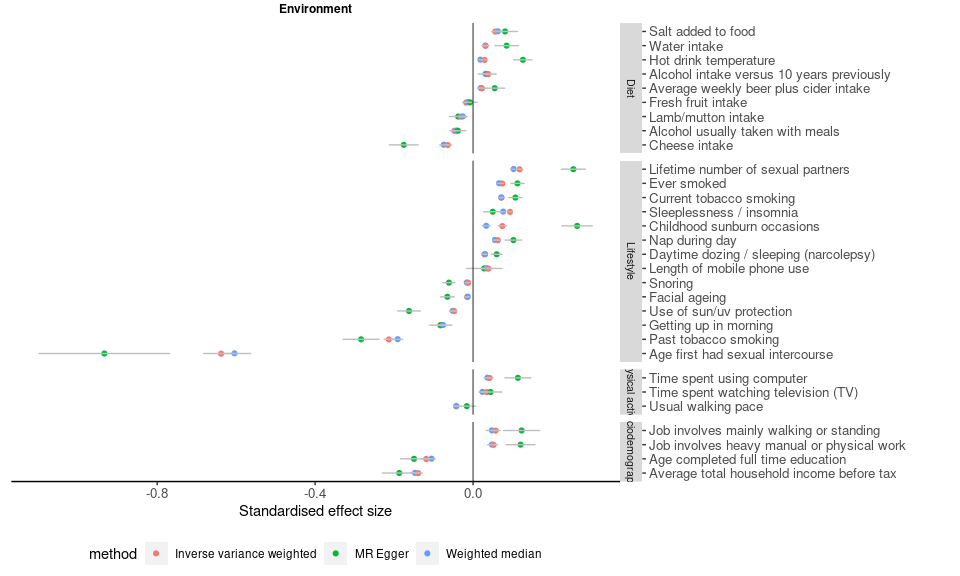 Environment
Diet
Salt added to food
Water intake
Hot drink temperature
Alcohol intake versus 10 years previously
Average weekly beer plus cider intake
Fresh fruit intake
Lamb/mutton intake
Alcohol usually taken with meals
Cheese intake
Lifestyle
Lifetime number of sexual partners
Ever smoked
Current tobacco smoking
Sleeplessness / insomnia
Childhood sunburn occasions
Nap during day
Daytime dozing / sleeping (narcolepsy)
Length of mobile phone use
Snoring
Facial ageing
Use of sun/uv protection
Getting up in morning
Past tobacco smoking
Age first had sexual intercourse
Time spent using computer
Time spent watching television (TV)
Usual walking pace
Job involves mainly walking or standing
Job involves heavy manual or physical work
Age completed full time education
Average total household income before tax
-0.8 -0.4 0.0
Standardised effect size
method Inverse variance weighted MR Egger Weighted median